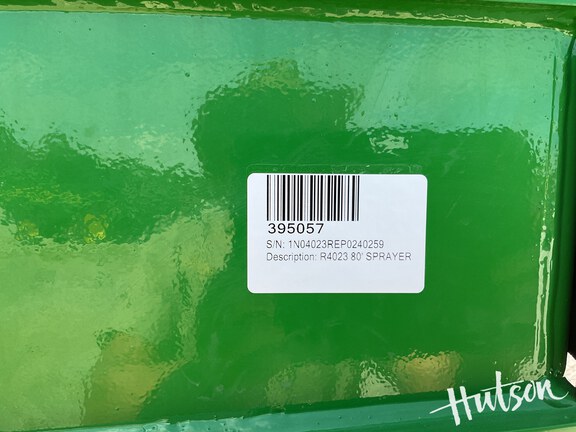 395057
S/N: 1N04023REP0240259
Description: R4023 80' SPRAYER
Hutson